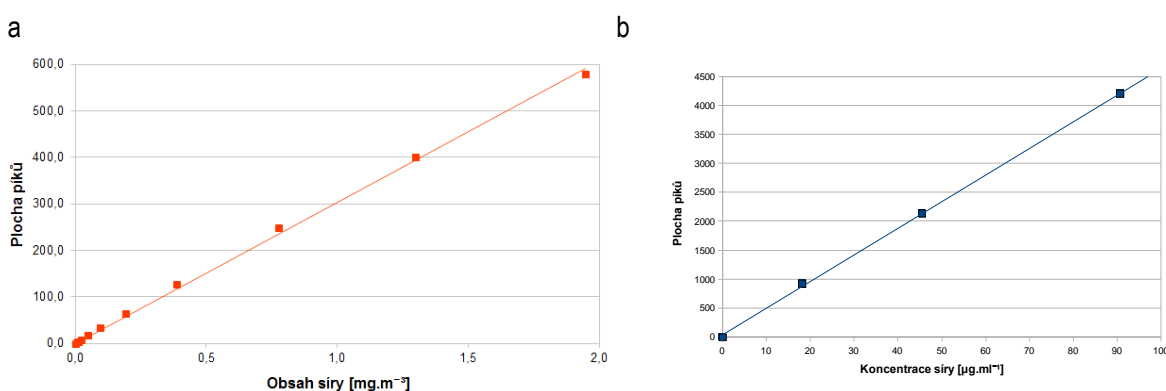 a
600,0
500,0
400,0
300,0
200,0
100,0
0,0
Plocha píků
0,0 0,5 1,0 1,5 2,0
Obsah síry [mg.m⁻³]
b
4500
4000
3500
3000
2500
2000
1500
1000
500
0
Plocha píků
0 10 20 30 40 50 60 70 80 90 100
Koncentrace síry [µg.ml⁻¹]